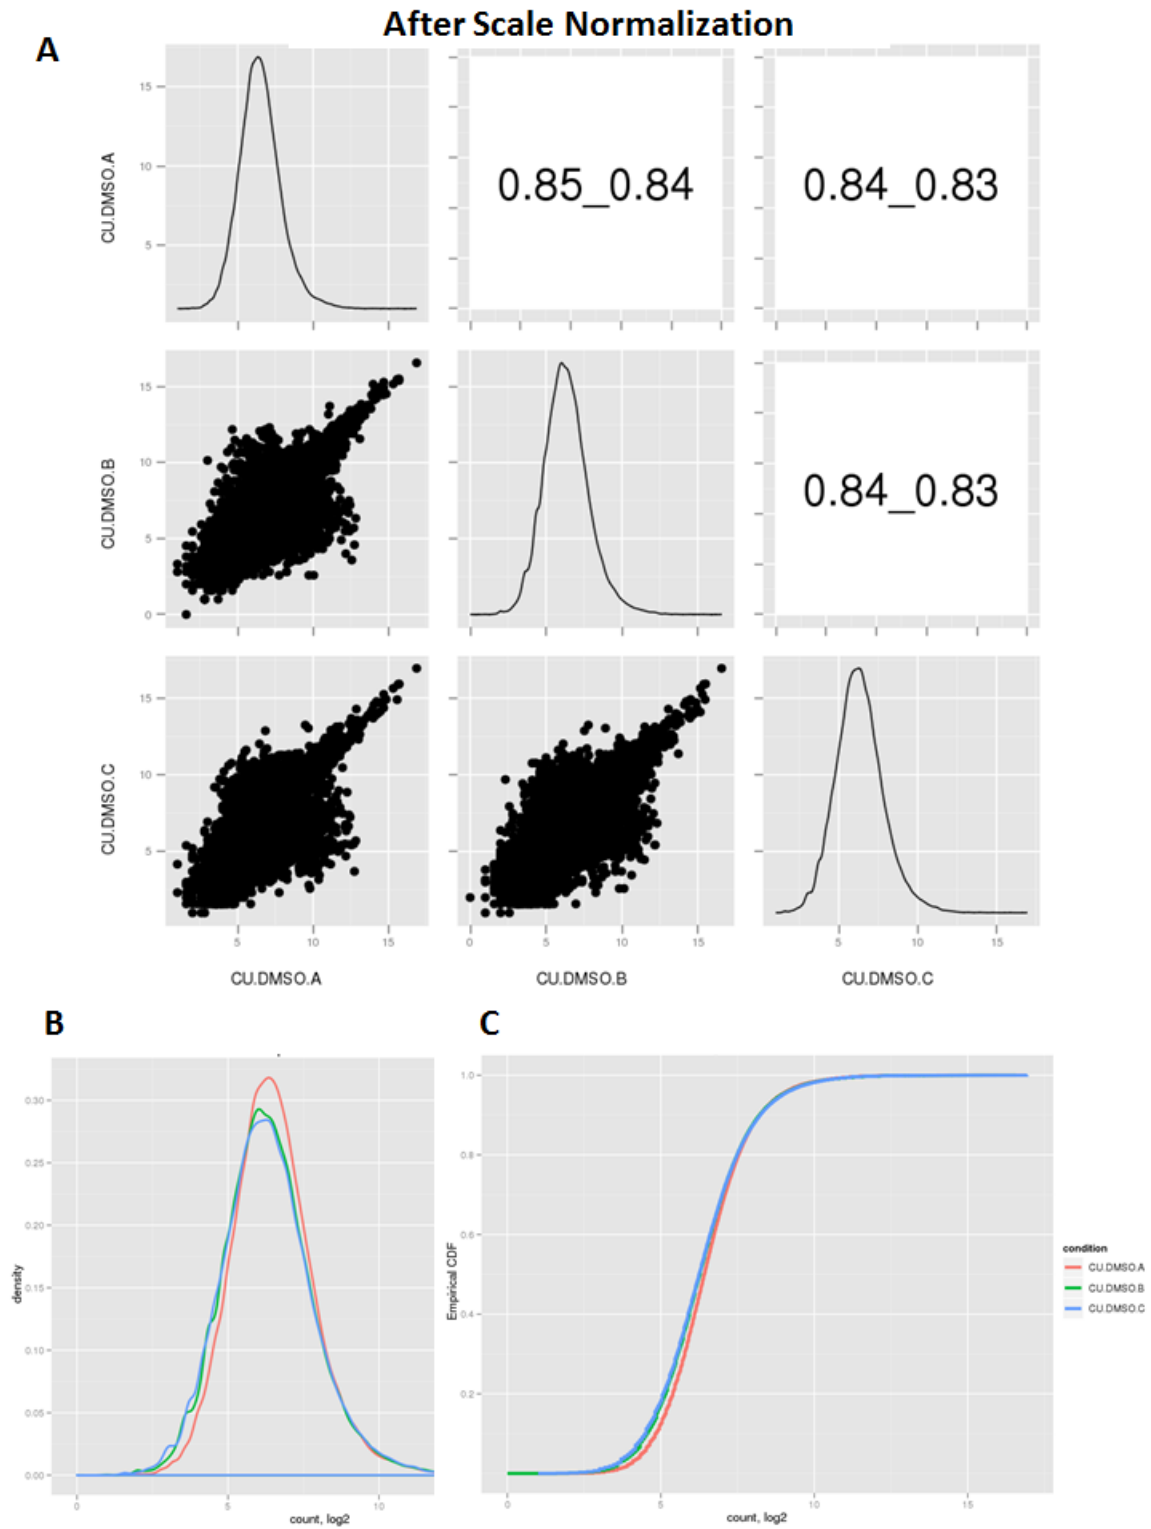 After Scale Normalization
A
CU.DMSO.A
15
10
5
0.85_0.84
0.84_0.83
CU.DMSO.B
15
10
5
0
0.84_0.83
CU.DMSO.C
15
10
5
5 10 15
0 5 10 15
5 10 15
CU.DMSO.A CU.DMSO.B CU.DMSO.C
B
density
0.30
0.25
0.20
0.15
0.10
0.05
0.00
0 5 10
count, log2
C
Empirical CDF
1.0
0.8
0.6
0.4
0.2
0 5 10 15
count, log2
condition
CU.DMSO.A
CU.DMSO.B
CU.DMSO.C